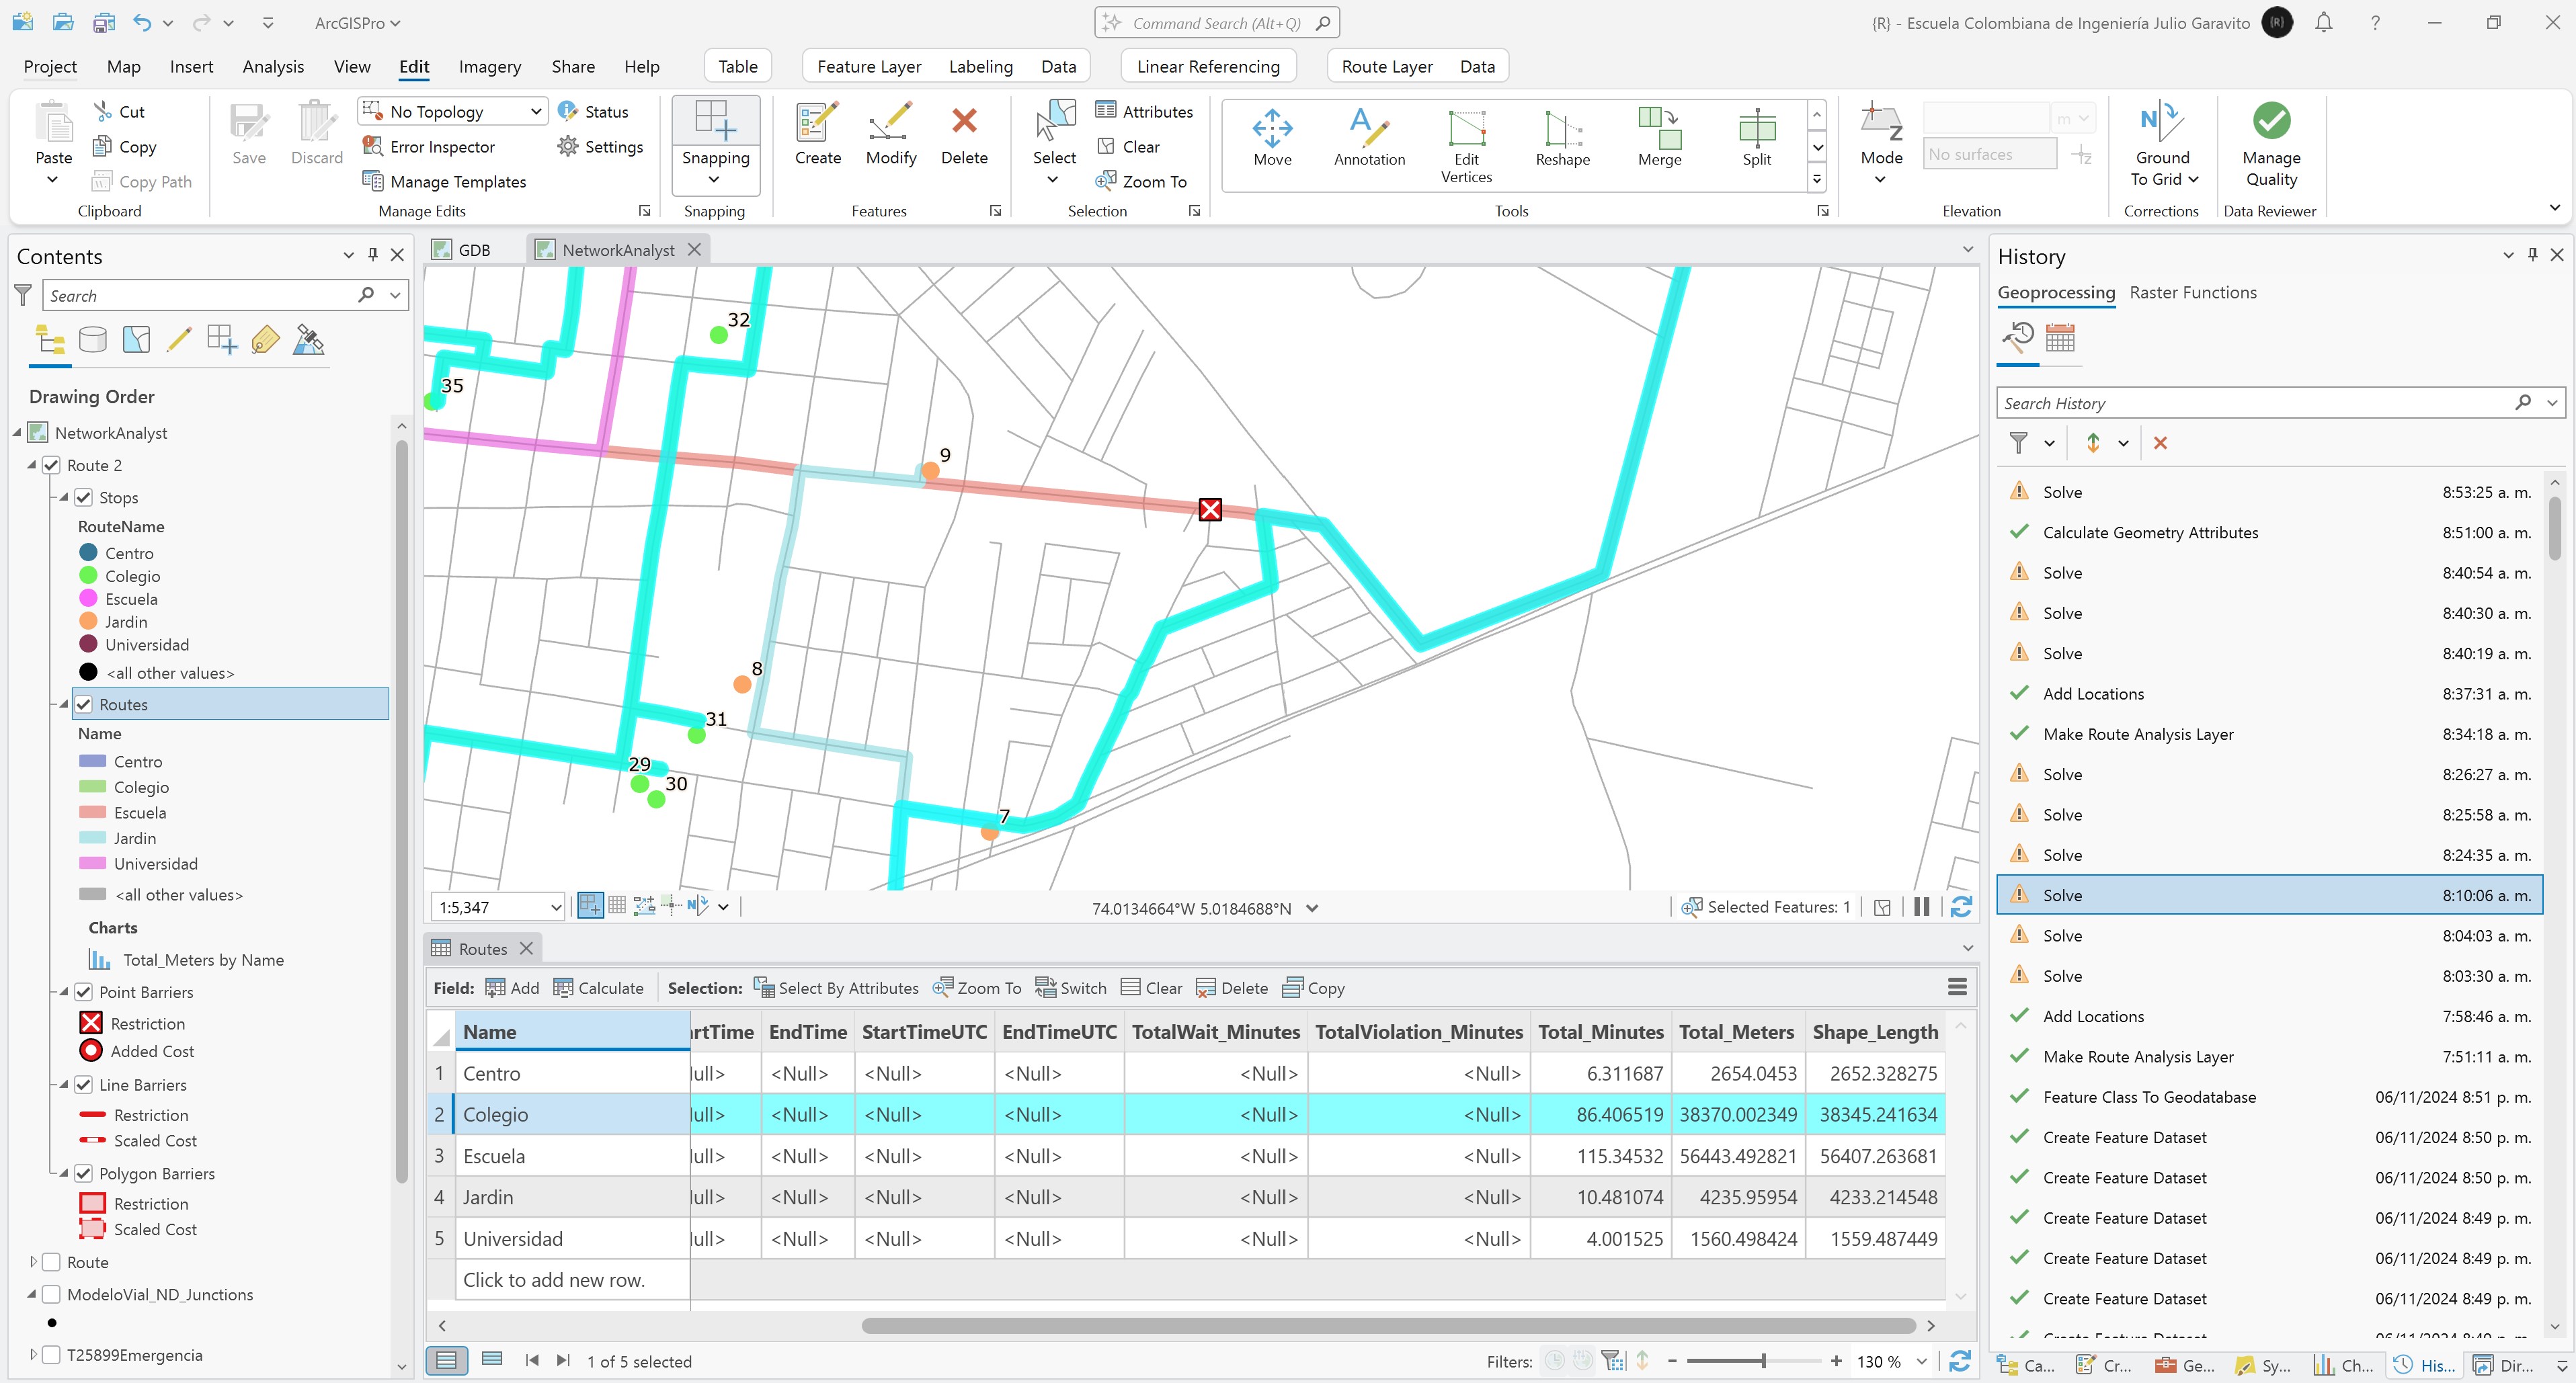 ArcGISPro
Command Search (Alt+Q)
{R} - Escuela Colombiana de Ingeniería Julio Garavito
{R}
Project Map Insert Analysis View Edit Imagery Share Help Table Feature Layer Labeling Data Linear Referencing Route Layer Data
Paste
Cut
Copy
Copy Path
Clipboard
Save
Discard
No Topology
Error Inspector
Manage Templates
Status
Settings
Manage Edits
Snapping
Snapping
Create
Modify
Delete
Features
Select
Attributes
Clear
Zoom To
Selection
Move
Annotation
Edit
Vertices
Reshape
Merge
Split
Tools
Mode
m
No surfaces
Elevation
Ground
To Grid
Corrections
Manage
Quality
Data Reviewer
Contents
Search
Drawing Order
NetworkAnalyst
Route 2
Stops
RouteName
Centro
Colegio
Escuela
Jardin
Universidad
<all other values>
Routes
Name
Centro
Colegio
Escuela
Jardin
Universidad
<all other values>
Charts
Total_Meters by Name
Point Barriers
Restriction
Added Cost
Line Barriers
Restriction
Scaled Cost
Polygon Barriers
Restriction
Scaled Cost
Route
ModeloVial_ND_Junctions
T25899Emergencia
GDB
NetworkAnalyst
32
35
9
8
31
29
30
7
1:5,347
74.0134664°W 5.0184688°N
Selected Features: 1
Routes
Field: Add Calculate Selection: Select By Attributes Zoom To Switch Clear Delete Copy
Name rtTime EndTime StartTimeUTC EndTimeUTC TotalWait_Minutes TotalViolation_Minutes Total_Minutes Total_Meters Shape_Length
1 Centro ull> <Null> <Null> <Null> <Null> <Null> 6.311687 2654.0453 2652.328275
2 Colegio ull> <Null> <Null> <Null> <Null> <Null> 86.406519 38370.002349 38345.241634
3 Escuela ull> <Null> <Null> <Null> <Null> <Null> 115.34532 56443.492821 56407.263681
4 Jardin ull> <Null> <Null> <Null> <Null> <Null> 10.481074 4235.95954 4233.214548
5 Universidad ull> <Null> <Null> <Null> <Null> <Null> 4.001525 1560.498424 1559.487449
Click to add new row.
1 of 5 selected
Filters:
130 %
History
Geoprocessing Raster Functions
Search History
Solve 8:53:25 a. m.
Calculate Geometry Attributes 8:51:00 a. m.
Solve 8:40:54 a. m.
Solve 8:40:30 a. m.
Solve 8:40:19 a. m.
Add Locations 8:37:31 a. m.
Make Route Analysis Layer 8:34:18 a. m.
Solve 8:26:27 a. m.
Solve 8:25:58 a. m.
Solve 8:24:35 a. m.
Solve 8:10:06 a. m.
Solve 8:04:03 a. m.
Solve 8:03:30 a. m.
Add Locations 7:58:46 a. m.
Make Route Analysis Layer 7:51:11 a. m.
Feature Class To Geodatabase 06/11/2024 8:51 p. m.
Create Feature Dataset 06/11/2024 8:50 p. m.
Create Feature Dataset 06/11/2024 8:50 p. m.
Create Feature Dataset 06/11/2024 8:49 p. m.
Create Feature Dataset 06/11/2024 8:49 p. m.
Create Feature Dataset 06/11/2024 8:49 p. m.
Ca... Cr... Ge... Sy... Ch... His... Dir...